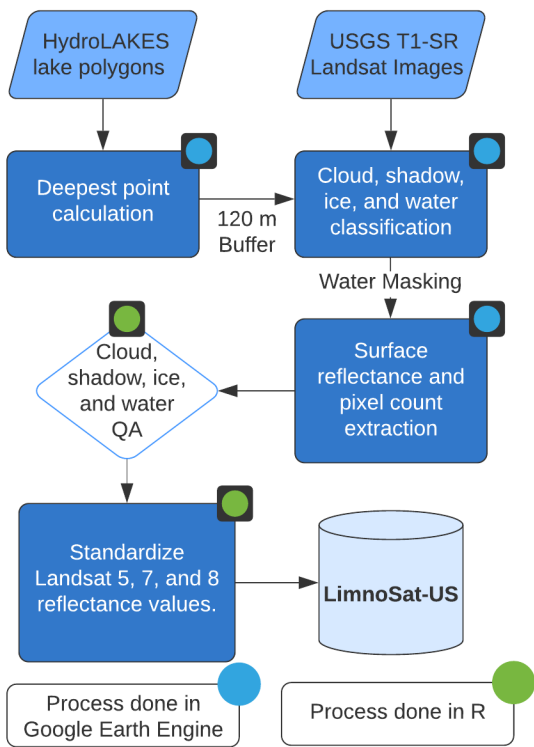 HydroLAKES
lake polygons
USGS T1-SR
Landsat Images
Deepest point
calculation
120 m
Buffer
Cloud, shadow,
ice, and water
classification
Water Masking
Surface
reflectance and
pixel count
extraction
Cloud,
shadow, ice,
and water
QA
Standardize
Landsat 5, 7, and 8
reflectance values.
LimnoSat-US
Process done in
Google Earth Engine
Process done in R